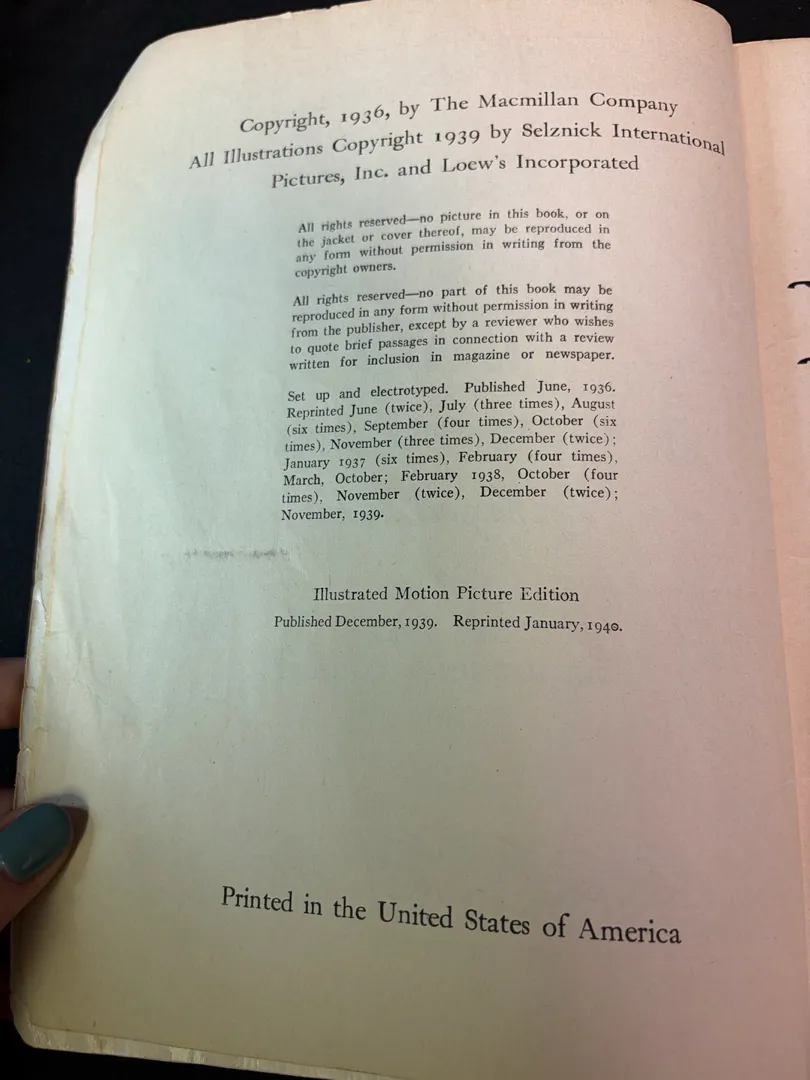 Copyright, 1936, by The Macmillan Company
All Illustrations Copyright 1939 by Selznick International
Pictures, Inc. and Loew's Incorporated
All rights reserved—no picture in this book, or on
the jacket or cover thereof, may be reproduced in
any form without permission in writing from the
copyright owners.
All rights reserved—no part of this book may be
reproduced in any form without permission in writing
from the publisher, except by a reviewer who wishes
to quote brief passages in connection with a review
written for inclusion in magazine or newspaper.
Set up and electrotyped. Published June, 1936.
Reprinted June (twice), July (three times), August
(six times), September (four times), October (six
times), November (three times), December (twice);
January 1937 (six times), February (four times),
March, October; February 1938, October (four
times), November (twice), December (twice);
November, 1939.
Illustrated Motion Picture Edition
Published December, 1939. Reprinted January, 1940.
Printed in the United States of America